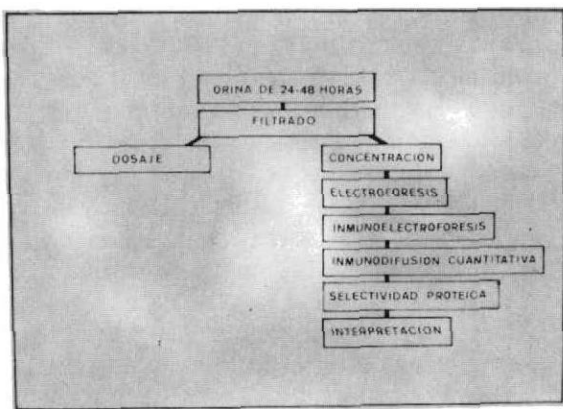 ORINA DE 24-48 HORAS
FILTRADO
DOSAJE
CONCENTRACION
ELECTROFORESIS
INMUNOELECTROFORESIS
INMUNODIFUSION CUANTITATIVA
SELECTIVIDAD PROTEICA
INTERPRETACION